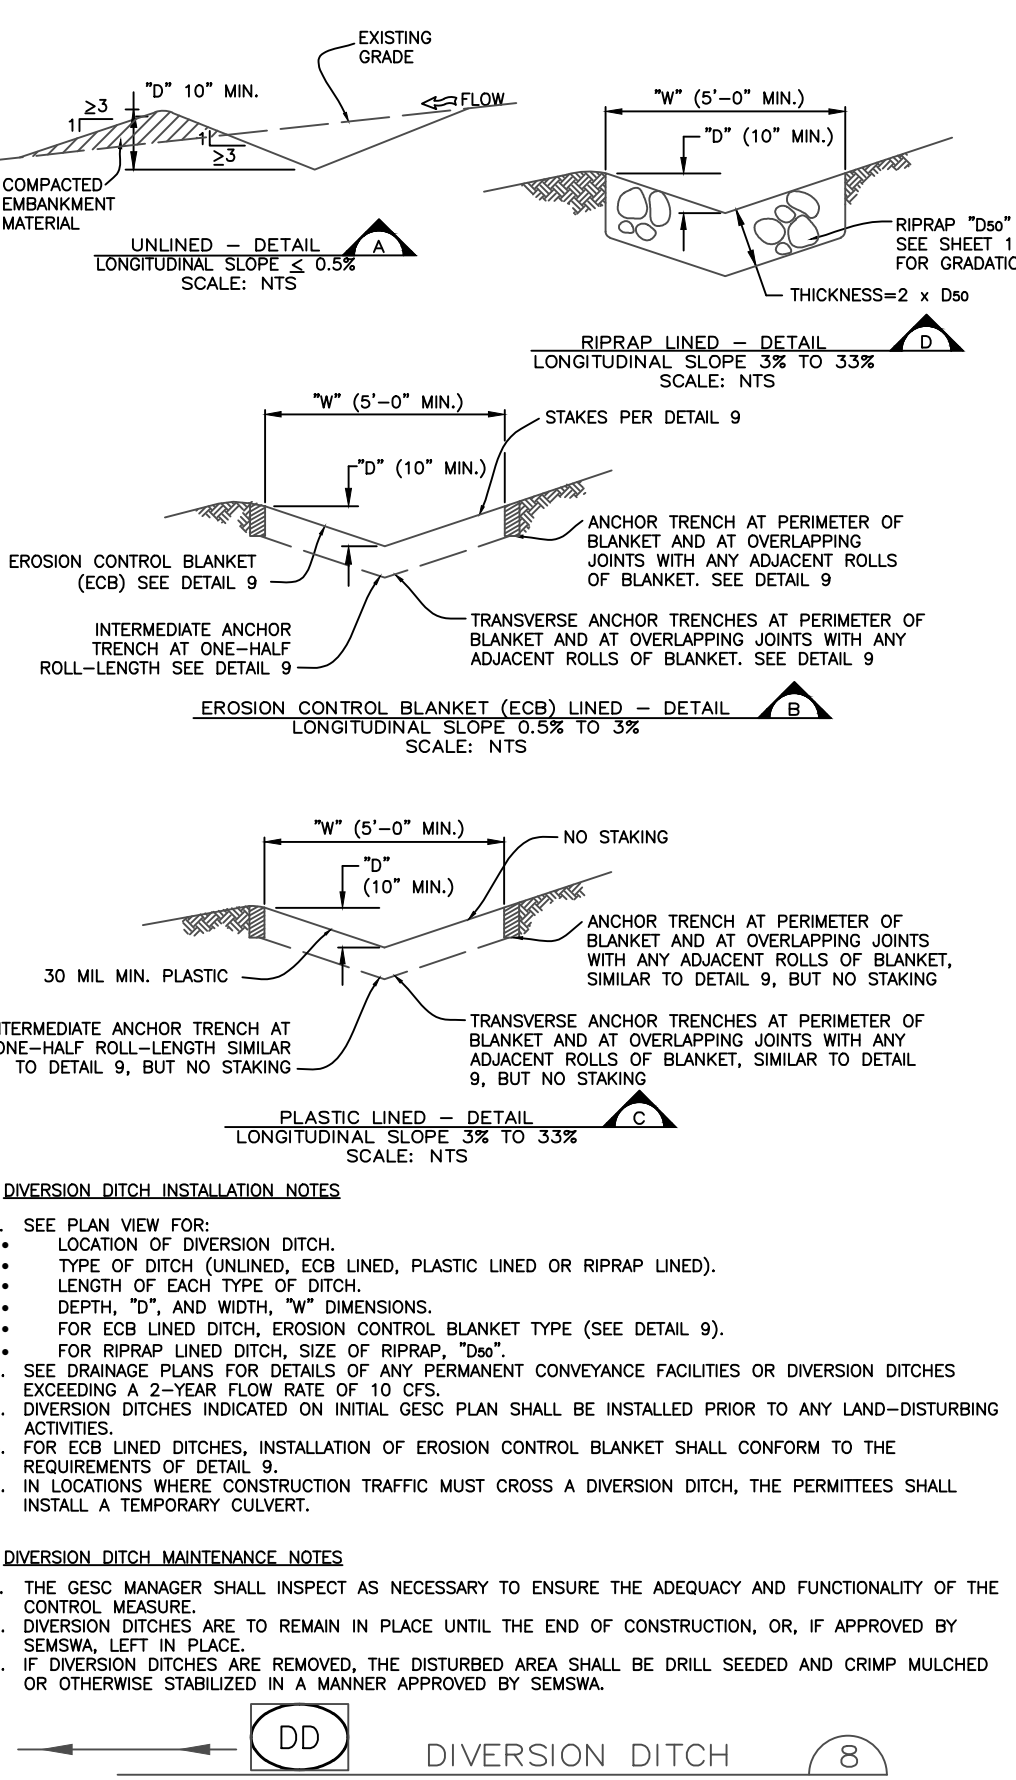 EXISTING
GRADE
"D" 10" MIN.
FLOW
≥3
1
1
≥3
COMPACTED
EMBANKMENT
MATERIAL
UNLINED – DETAIL
A
LONGITUDINAL SLOPE ≤ 0.5%
SCALE: NTS
"W" (5'–0" MIN.)
"D" (10" MIN.)
RIPRAP "D50"
SEE SHEET 1
FOR
THICKNESS=2 x D50
RIPRAP LINED – DETAIL
D
LONGITUDINAL SLOPE 3% TO 33%
SCALE: NTS
"W" (5'–0" MIN.)
STAKES PER DETAIL 9
"D" (10" MIN.)
ANCHOR TRENCH AT PERIMETER OF
BLANKET AND AT OVERLAPPING
JOINTS WITH ANY ADJACENT ROLLS
OF BLANKET. SEE DETAIL 9
EROSION CONTROL BLANKET
(ECB) SEE DETAIL 9
INTERMEDIATE ANCHOR
TRENCH AT ONE–HALF
ROLL–LENGTH SEE DETAIL 9
TRANSVERSE ANCHOR TRENCHES AT PERIMETER OF
BLANKET AND AT OVERLAPPING JOINTS WITH ANY
ADJACENT ROLLS OF BLANKET. SEE DETAIL 9
EROSION CONTROL BLANKET (ECB) LINED – DETAIL
B
LONGITUDINAL SLOPE 0.5% TO 3%
SCALE: NTS
"W" (5'–0" MIN.)
NO STAKING
"D"
(10" MIN.)
ANCHOR TRENCH AT PERIMETER OF
BLANKET AND AT OVERLAPPING JOINTS
WITH ANY ADJACENT ROLLS OF BLANKET,
SIMILAR TO DETAIL 9, BUT NO STAKING
30 MIL MIN. PLASTIC
ANCHOR TRENCH AT
ROLL–LENGTH SIMILAR
TO DETAIL 9, BUT NO STAKING
TRANSVERSE ANCHOR TRENCHES AT PERIMETER OF
BLANKET AND AT OVERLAPPING JOINTS WITH ANY
ADJACENT ROLLS OF BLANKET, SIMILAR TO DETAIL
9, BUT NO STAKING
PLASTIC LINED – DETAIL
C
LONGITUDINAL SLOPE 3% TO 33%
SCALE: NTS
DIVERSION DITCH INSTALLATION NOTES
. SEE PLAN VIEW FOR:
• LOCATION OF DIVERSION DITCH.
• TYPE OF DITCH (UNLINED, ECB LINED, PLASTIC LINED OR RIPRAP LINED).
• LENGTH OF EACH TYPE OF DITCH.
• DEPTH, "D", AND WIDTH, "W" DIMENSIONS.
• FOR ECB LINED DITCH, EROSION CONTROL BLANKET TYPE (SEE DETAIL 9).
• FOR RIPRAP LINED DITCH, SIZE OF RIPRAP, "D50".
. SEE DRAINAGE PLANS FOR DETAILS OF ANY PERMANENT CONVEYANCE FACILITIES OR DIVERSION DITCHES
EXCEEDING A 2–YEAR FLOW RATE OF 10 CFS.
. DIVERSION DITCHES INDICATED ON INITIAL GESC PLAN SHALL BE INSTALLED PRIOR TO ANY LAND–DISTURBING
ACTIVITIES.
. FOR ECB LINED DITCHES, INSTALLATION OF EROSION CONTROL BLANKET SHALL CONFORM TO THE
REQUIREMENTS OF DETAIL 9.
. IN LOCATIONS WHERE CONSTRUCTION TRAFFIC MUST CROSS A DIVERSION DITCH, THE PERMITTEES SHALL
INSTALL A TEMPORARY CULVERT.
DIVERSION DITCH MAINTENANCE NOTES
. THE GESC MANAGER SHALL INSPECT AS NECESSARY TO ENSURE THE ADEQUACY AND FUNCTIONALITY OF THE
CONTROL MEASURE.
. DIVERSION DITCHES ARE TO REMAIN IN PLACE UNTIL THE END OF CONSTRUCTION, OR, IF APPROVED BY
SEMSWA, LEFT IN PLACE.
. IF DIVERSION DITCHES ARE REMOVED, THE DISTURBED AREA SHALL BE DRILL SEEDED AND CRIMP MULCHED
OR OTHERWISE STABILIZED IN A MANNER APPROVED BY SEMSWA.
DD
DIVERSION DITCH
8